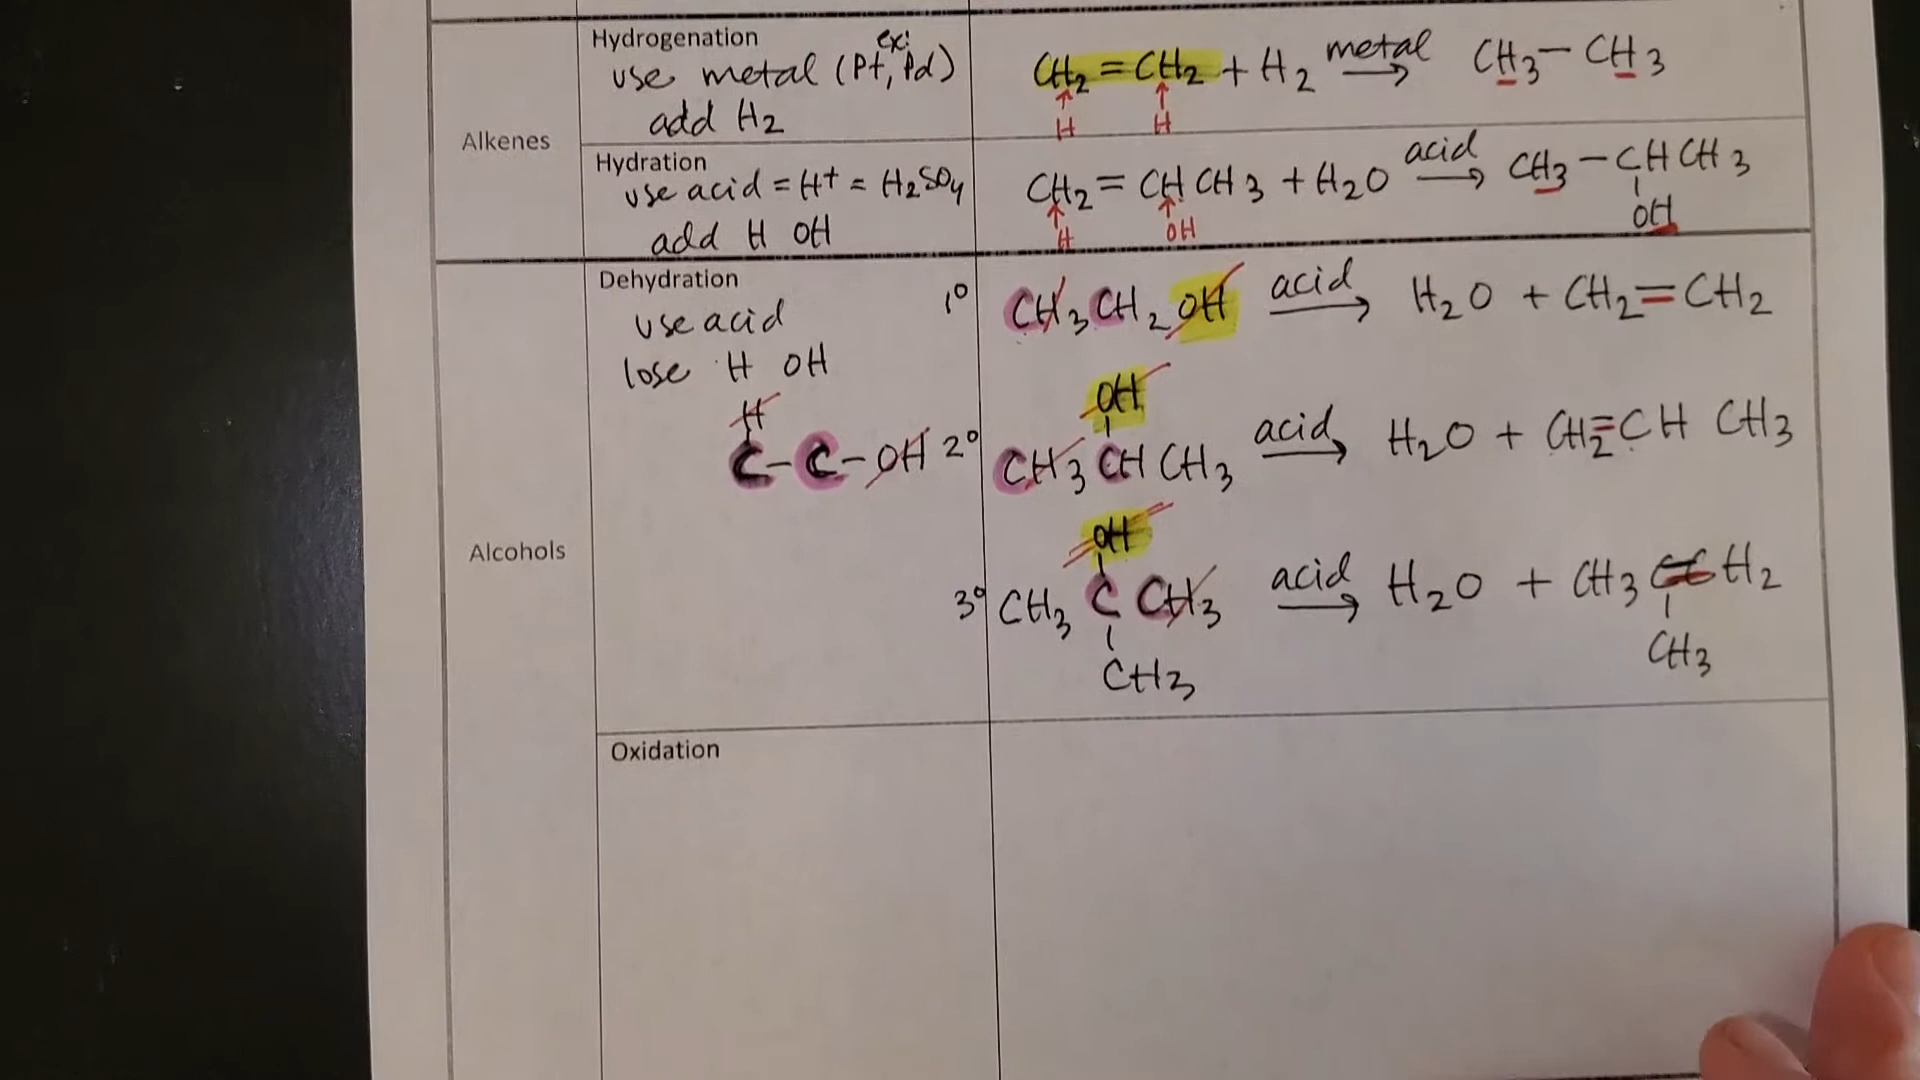 Hydrogenation
ex:
use metal (Pt, Pd)
add H2
CH2 = CH2 + H2 metal → CH3 — CH3
↑ ↑
H H
Alkenes
Hydration
use acid = H+ = H2SO4
add H OH
CH2 = CH CH3 + H2O acid → CH3 — CH CH3
OH
↑ ↑
H OH
Dehydration
use acid
lose H OH
H
C - C - OH
1° CH3 CH2 OH acid → H2O + CH2 = CH2
OH
2° CH3 CH CH3 acid → H2O + CH2 = CH CH3
Alcohols
OH
3° CH3 C CH3 acid → H2O + CH3 C = CH2
CH3 CH3
Oxidation